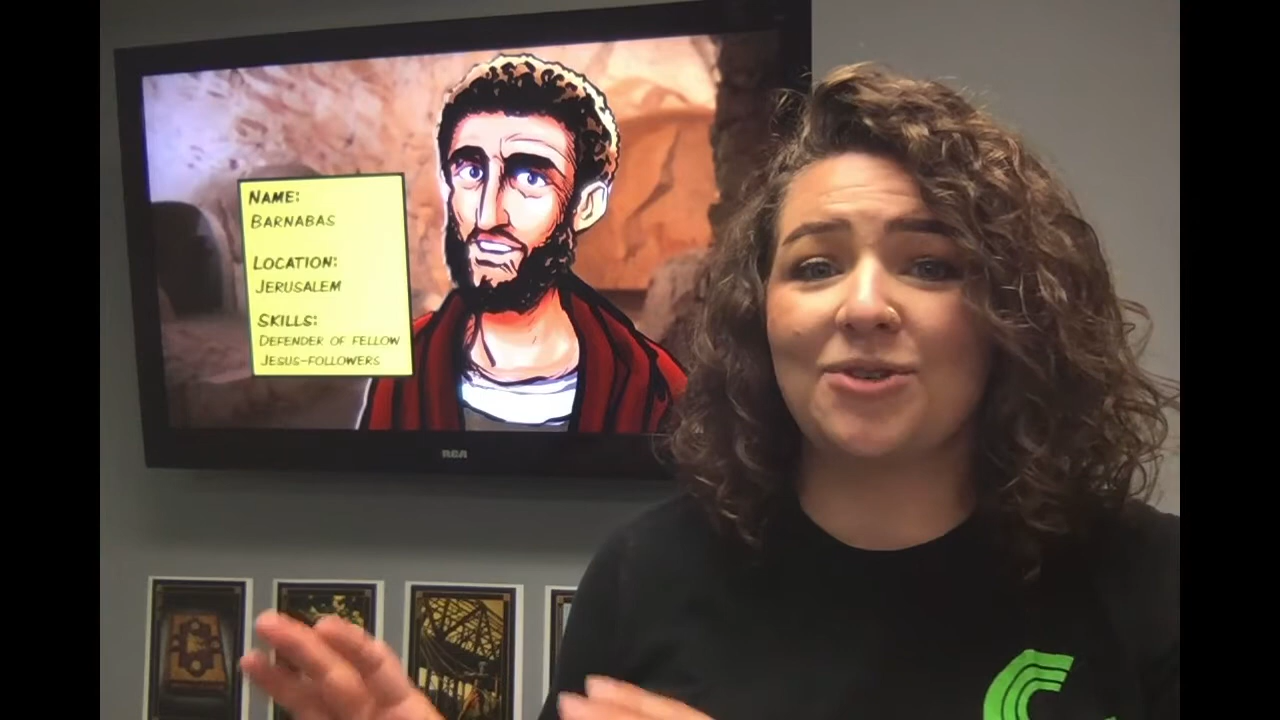 NAME:
BARNABAS
LOCATION:
JERUSALEM
SKILLS:
DEFENDER OF FELLOW
JESUS-FOLLOWERS
RCA